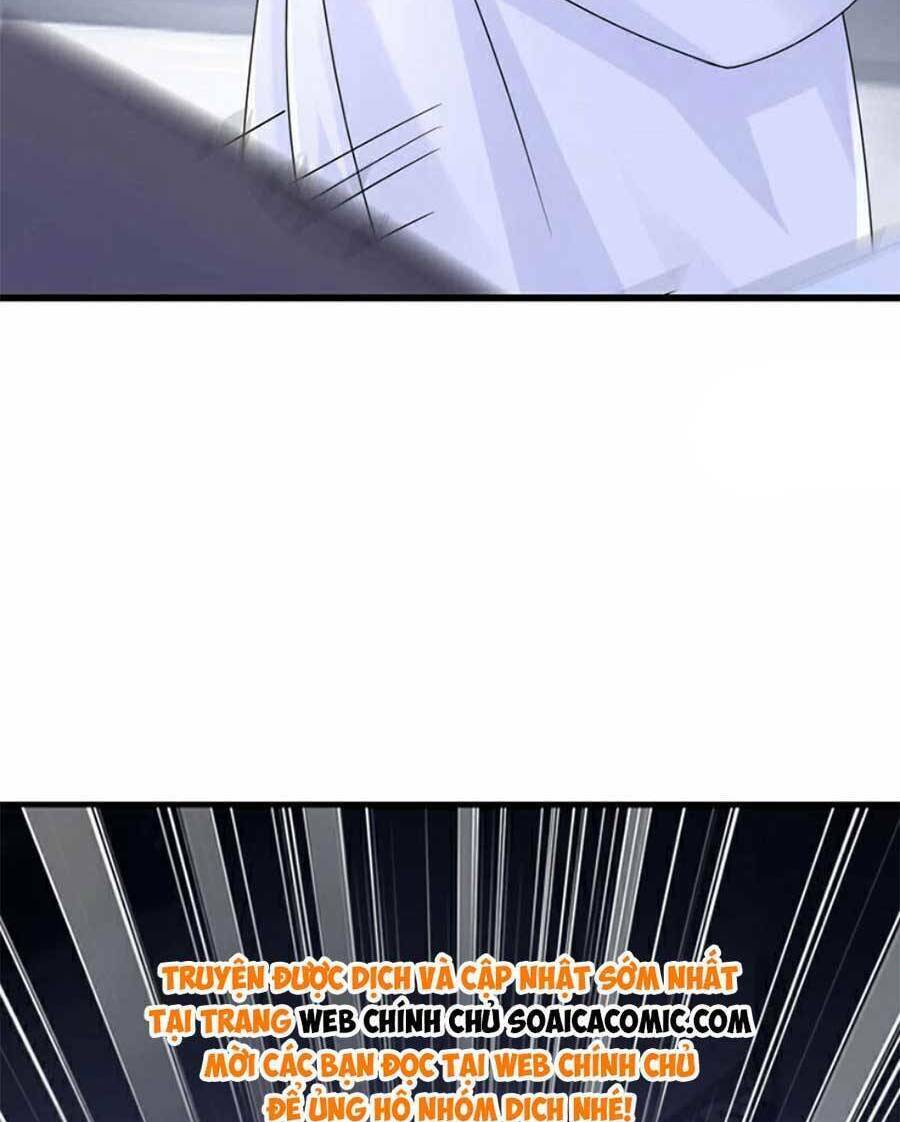 TRUYỆN ĐƯỢC DỊCH VÀ CẬP NHẬT SỚM NHẤT
TẠI TRANG WEB CHÍNH CHỦ SOAICACOMIC.COM
MỜI CÁC BẠN ĐỌC TẠI WEB CHÍNH CHỦ
ĐỂ ỦNG HỘ NHÓM DỊCH NHÉ!